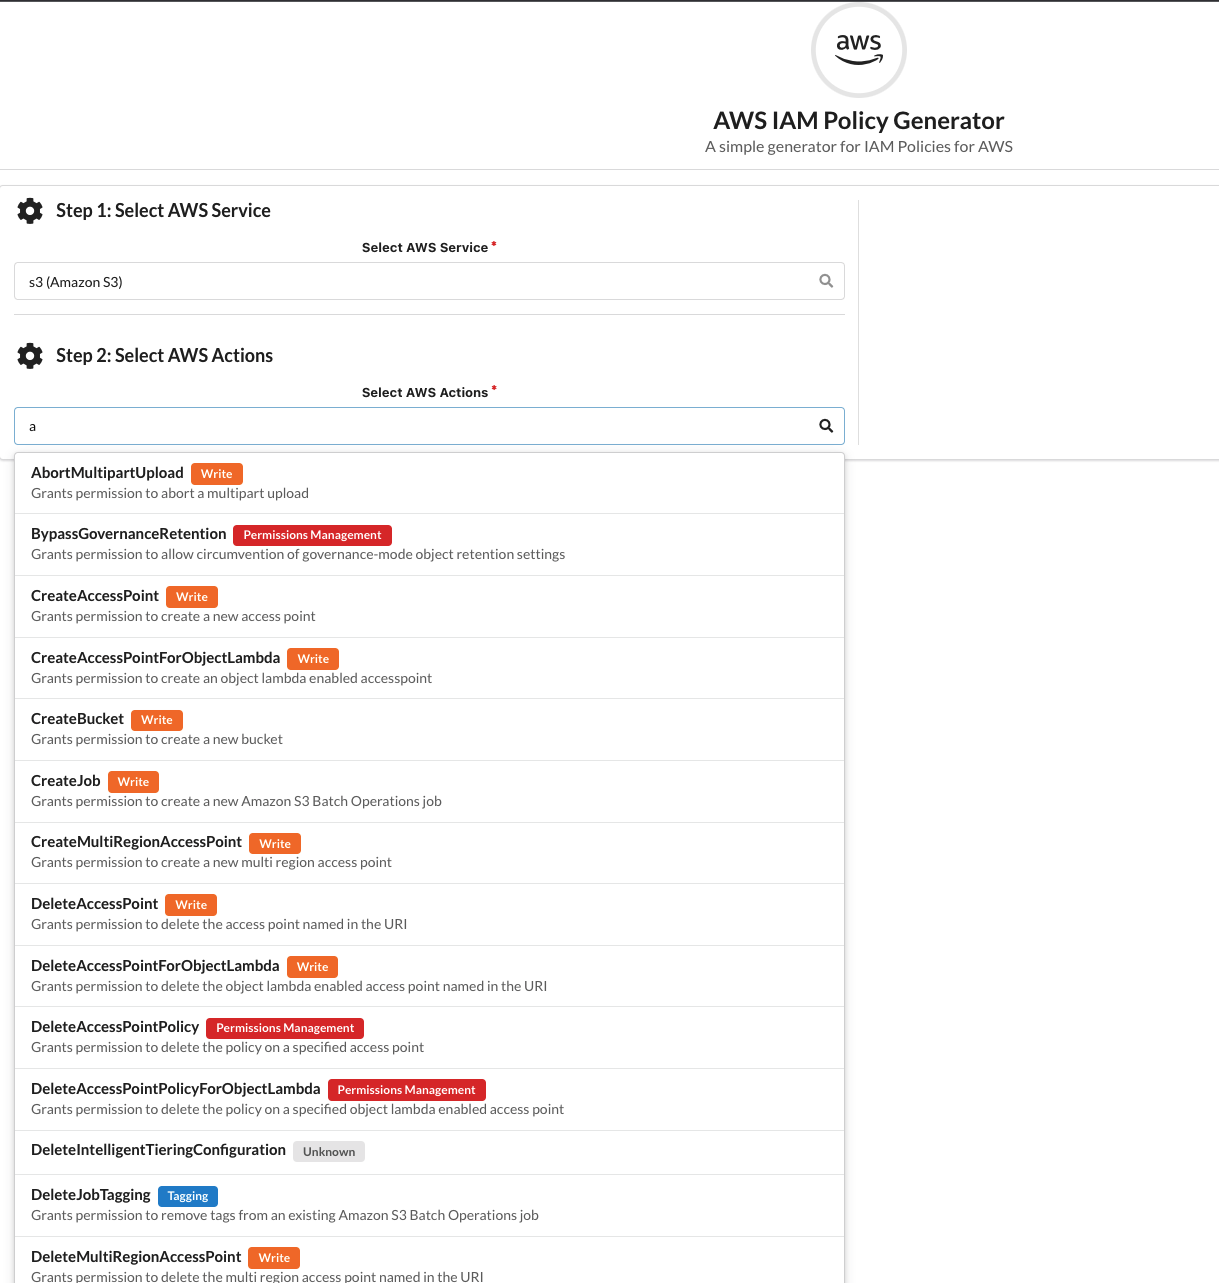 aws
AWS IAM Policy Generator
A simple generator for IAM Policies for AWS
Step 1: Select AWS Service
Select AWS Service *
s3 (Amazon S3)
Step 2: Select AWS Actions
Select AWS Actions *
a
AbortMultipartUpload Write
Grants permission to abort a multipart upload
BypassGovernanceRetention Permissions Management
Grants permission to allow circumvention of governance-mode object retention settings
CreateAccessPoint Write
Grants permission to create a new access point
CreateAccessPointForObjectLambda Write
Grants permission to create an object lambda enabled accesspoint
CreateBucket Write
Grants permission to create a new bucket
CreateJob Write
Grants permission to create a new Amazon S3 Batch Operations job
CreateMultiRegionAccessPoint Write
Grants permission to create a new multi region access point
DeleteAccessPoint Write
Grants permission to delete the access point named in the URI
DeleteAccessPointForObjectLambda Write
Grants permission to delete the object lambda enabled access point named in the URI
DeleteAccessPointPolicy Permissions Management
Grants permission to delete the policy on a specified access point
DeleteAccessPointPolicyForObjectLambda Permissions Management
Grants permission to delete the policy on a specified object lambda enabled access point
DeleteIntelligentTieringConfiguration Unknown
DeleteJobTagging Tagging
Grants permission to remove tags from an existing Amazon S3 Batch Operations job
DeleteMultiRegionAccessPoint Write
Grants permission to delete the multi region access point named in the URI